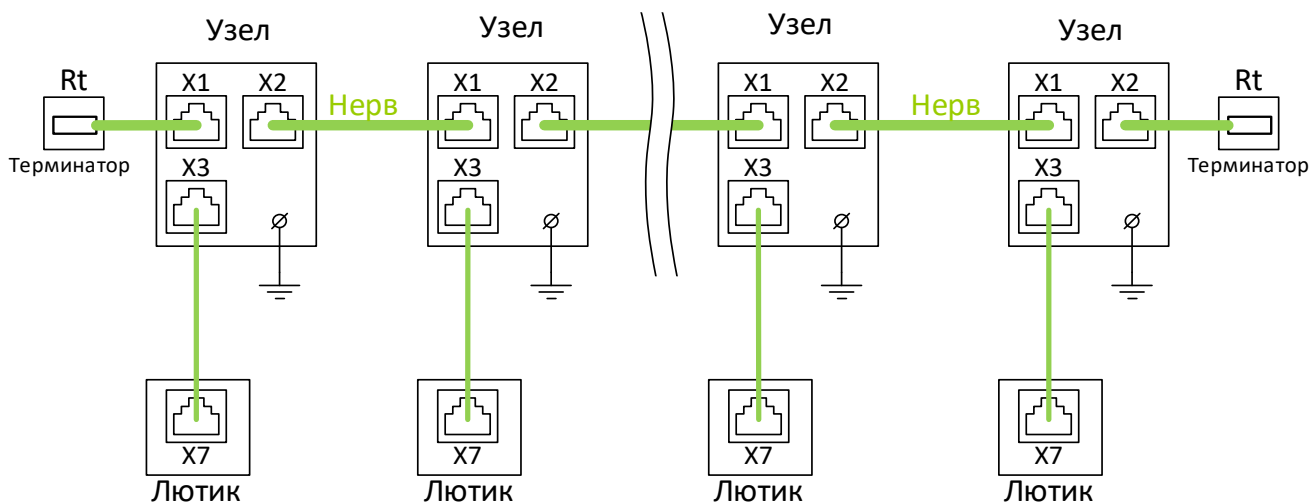 Узел
Узел
Узел
Узел
Rt
X1
X2
Нерв
X1
X2
X1
X2
Нерв
X1
X2
Rt
Терминатор
X3
X3
X3
X3
Терминатор
X7
X7
X7
X7
Лютик
Лютик
Лютик
Лютик